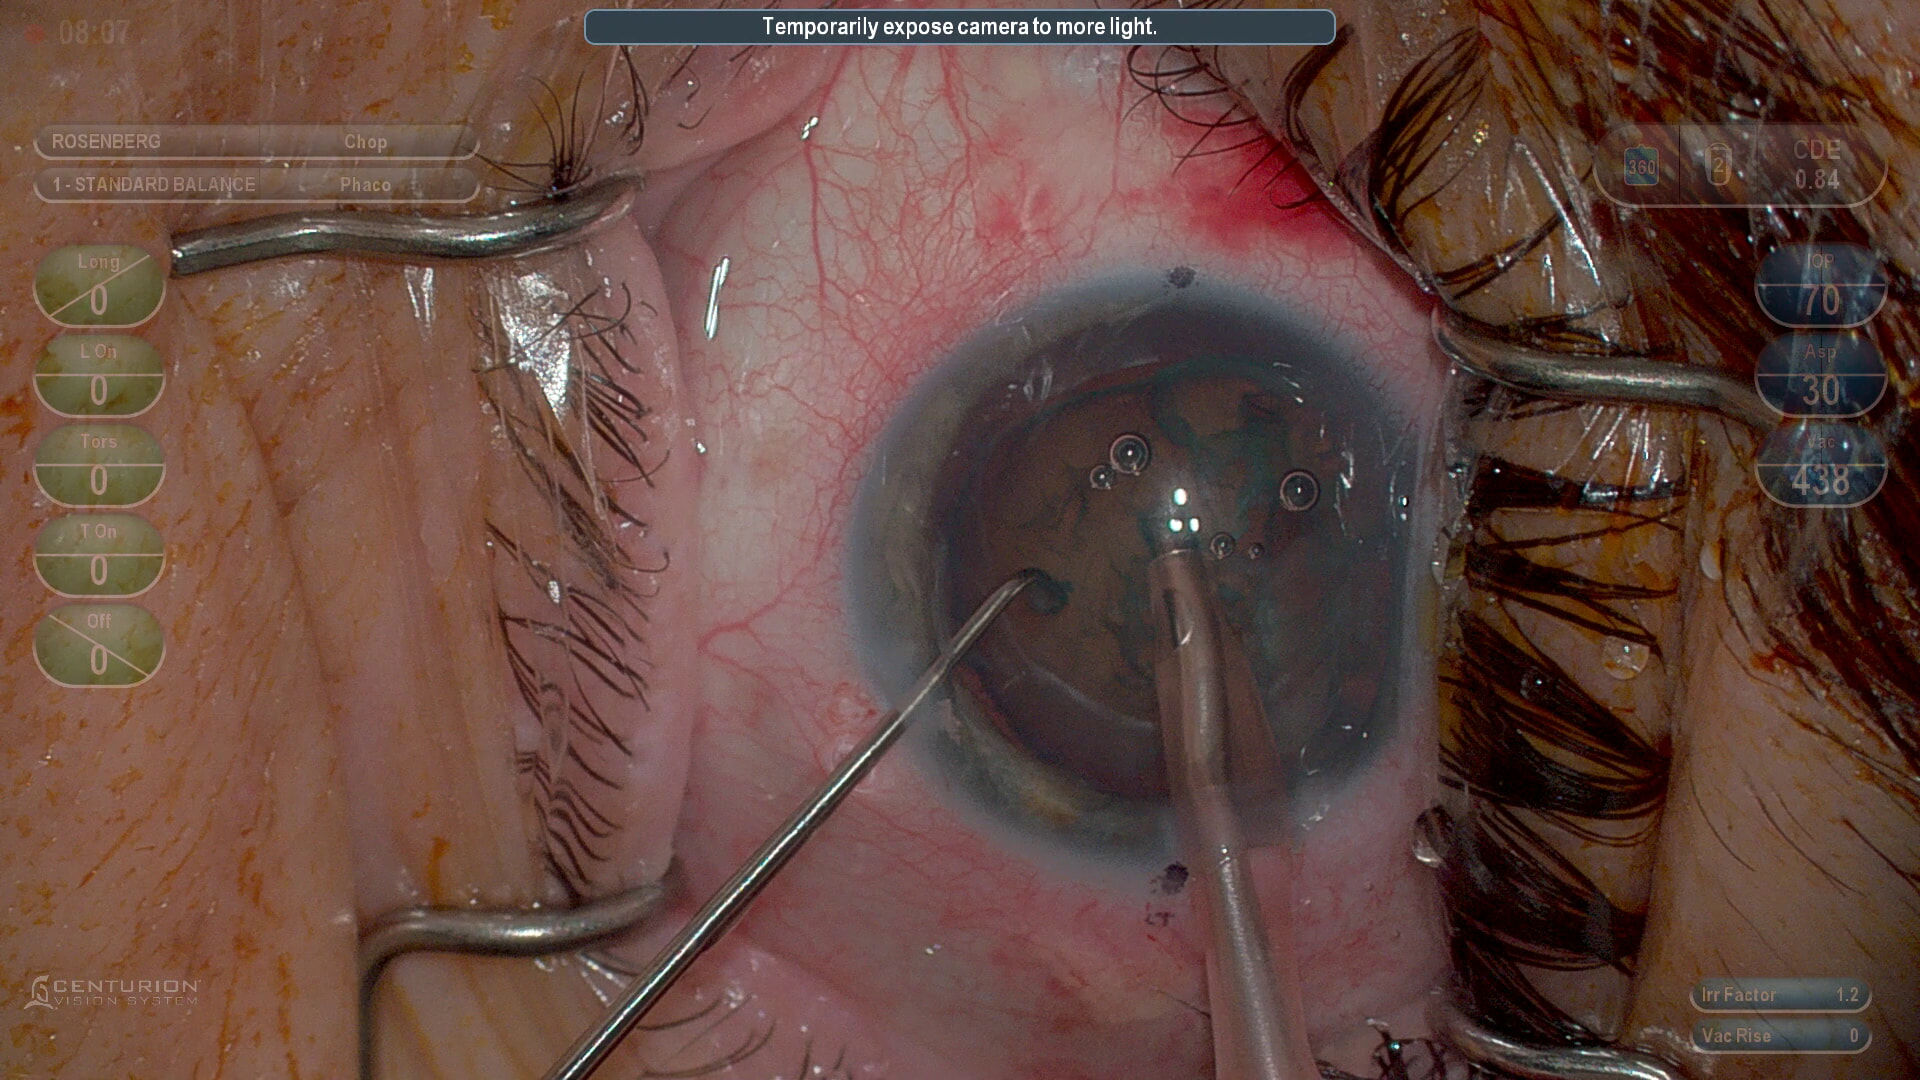 Temporarily expose camera to more light.
08:07
ROSENBERG Chop
1 - STANDARD BALANCE Phaco
360 2 CDE
0.84
Long
0
L On
0
Tors
0
T On
0
Off
0
IOP
70
Asp
30
Vac
438
CENTURION
VISION SYSTEM
Irr Factor 1.2
Vac Rise 0